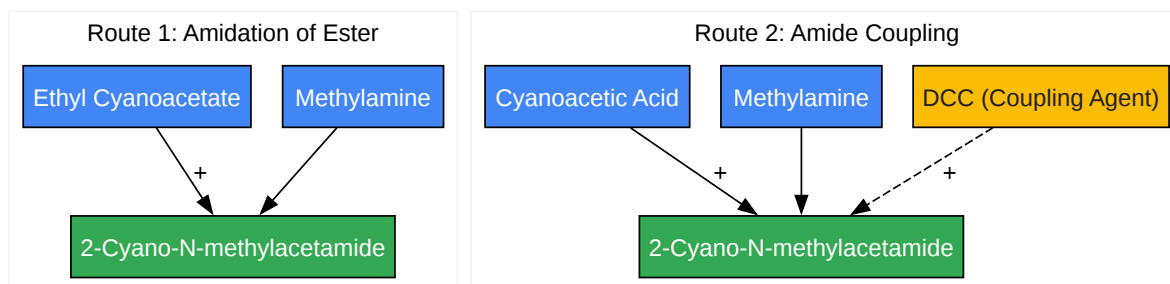 Route 1: Amidation of Ester
Ethyl Cyanoacetate
Methylamine
+
2-Cyano-N-methylacetamide
Route 2: Amide Coupling
Cyanoacetic Acid
Methylamine
DCC (Coupling Agent)
+
+
2-Cyano-N-methylacetamide